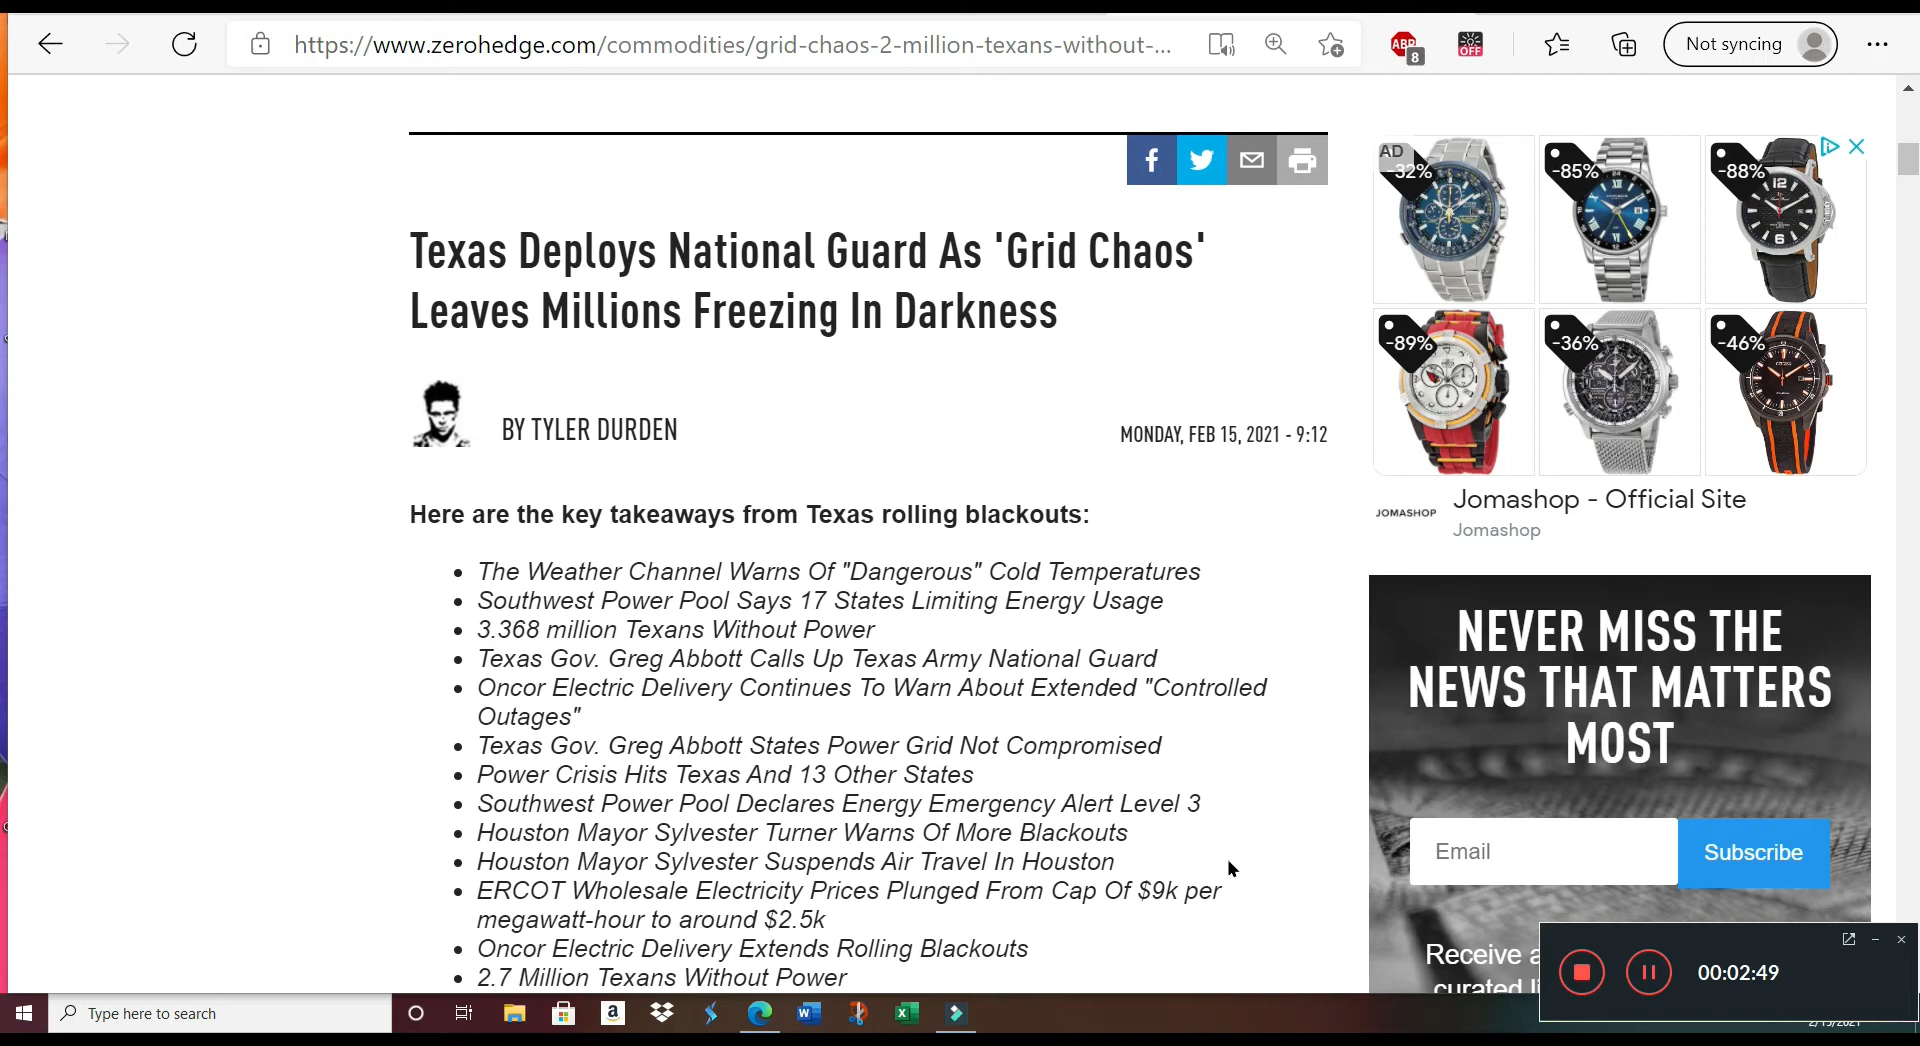 https://www.zerohedge.com/commodities/grid-chaos-2-million-texans-without-...
ABP
8
OFF
Not syncing
Texas Deploys National Guard As 'Grid Chaos'
Leaves Millions Freezing In Darkness
BY TYLER DURDEN
MONDAY, FEB 15, 2021 - 9:12
Here are the key takeaways from Texas rolling blackouts:
• The Weather Channel Warns Of "Dangerous" Cold Temperatures
• Southwest Power Pool Says 17 States Limiting Energy Usage
• 3.368 million Texans Without Power
• Texas Gov. Greg Abbott Calls Up Texas Army National Guard
• Oncor Electric Delivery Continues To Warn About Extended "Controlled
Outages"
• Texas Gov. Greg Abbott States Power Grid Not Compromised
• Power Crisis Hits Texas And 13 Other States
• Southwest Power Pool Declares Energy Emergency Alert Level 3
• Houston Mayor Sylvester Turner Warns Of More Blackouts
• Houston Mayor Sylvester Suspends Air Travel In Houston
• ERCOT Wholesale Electricity Prices Plunged From Cap Of $9k per
megawatt-hour to around $2.5k
• Oncor Electric Delivery Extends Rolling Blackouts
• 2.7 Million Texans Without Power
AD
-32%
-85%
-88%
-89%
-36%
-46%
JOMASHOP
Jomashop - Official Site
Jomashop
NEVER MISS THE
NEWS THAT MATTERS
MOST
Email
Subscribe
Receive a
curated li
00:02:49
Type here to search
2/15/2021